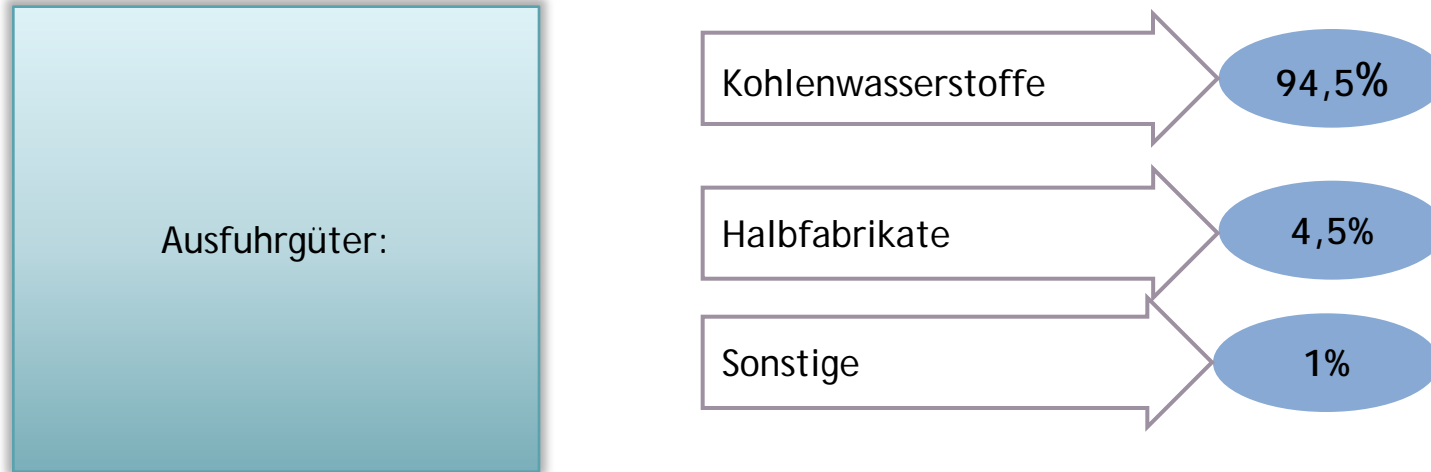 Ausfuhrgüter:
Kohlenwasserstoffe
94,5%
Halbfabrikate
4,5%
Sonstige
1%